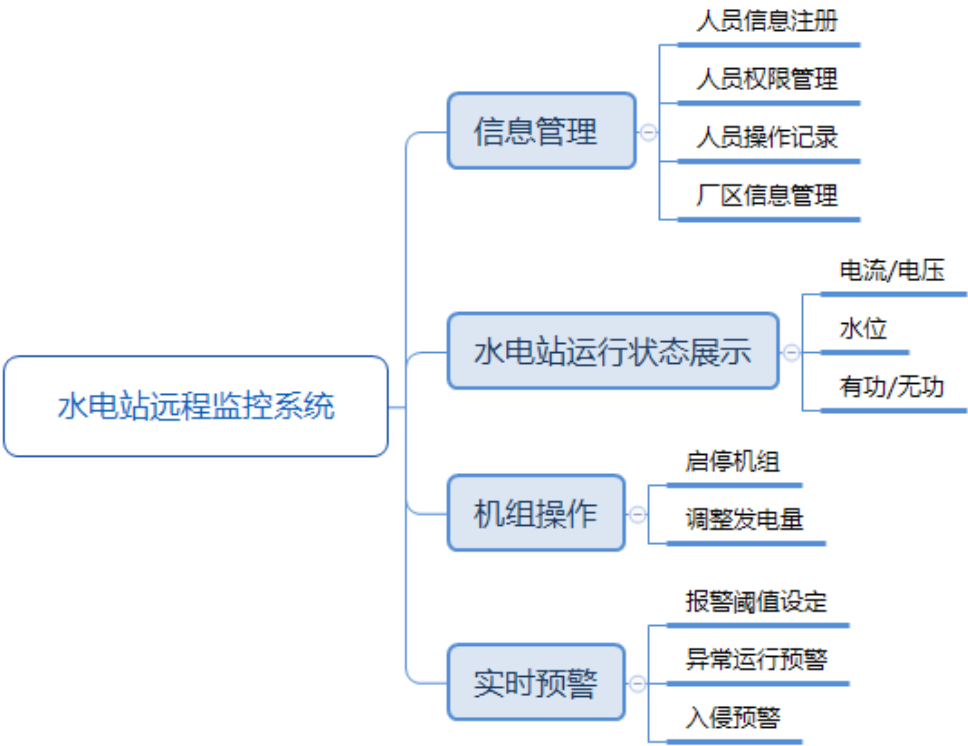 人员信息注册
人员权限管理
信息管理
人员操作记录
厂区信息管理
电流/电压
水电站运行状态展示
水位
有功/无功
水电站远程监控系统
启停机组
机组操作
调整发电量
报警阈值设定
异常运行预警
实时预警
入侵预警